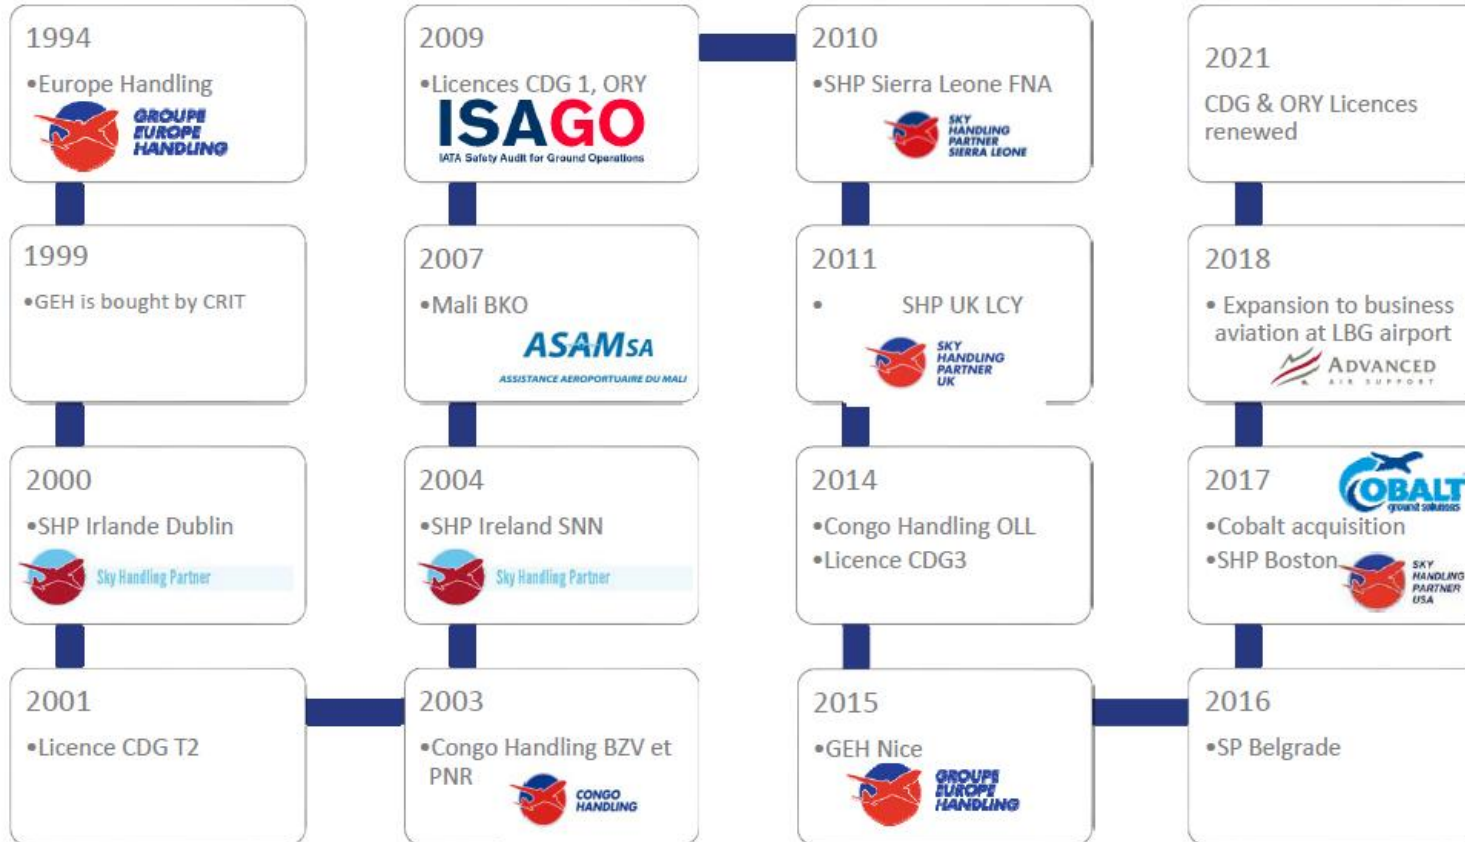 1994
•Europe Handling
GROUPE
EUROPE
HANDLING
1999
•GEH is bought by CRIT
2000
•SHP Irlande Dublin
Sky Handling Partner
2001
•Licence CDG T2
2003
•Congo Handling BZV et
PNR
CONGO
HANDLING
2004
•SHP Ireland SNN
Sky Handling Partner
2007
•Mali BKO
ASAM SA
ASSISTANCE AEROPORTUAIRE DU MALI
2009
•Licences CDG 1, ORY
ISAGO
IATA Safety Audit for Ground Operations
2010
•SHP Sierra Leone FNA
SKY
HANDLING
PARTNER
SIERRA LEONE
2011
• SHP UK LCY
SKY
HANDLING
PARTNER
UK
2014
•Congo Handling OLL
•Licence CDG3
2015
•GEH Nice
GROUPE
EUROPE
HANDLING
2016
•SP Belgrade
2017
COBALT
ground solutions
•Cobalt acquisition
•SHP Boston
SKY
HANDLING
PARTNER
USA
2018
• Expansion to business
aviation at LBG airport
ADVANCED
AIR SUPPORT
2021
CDG & ORY Licences
renewed